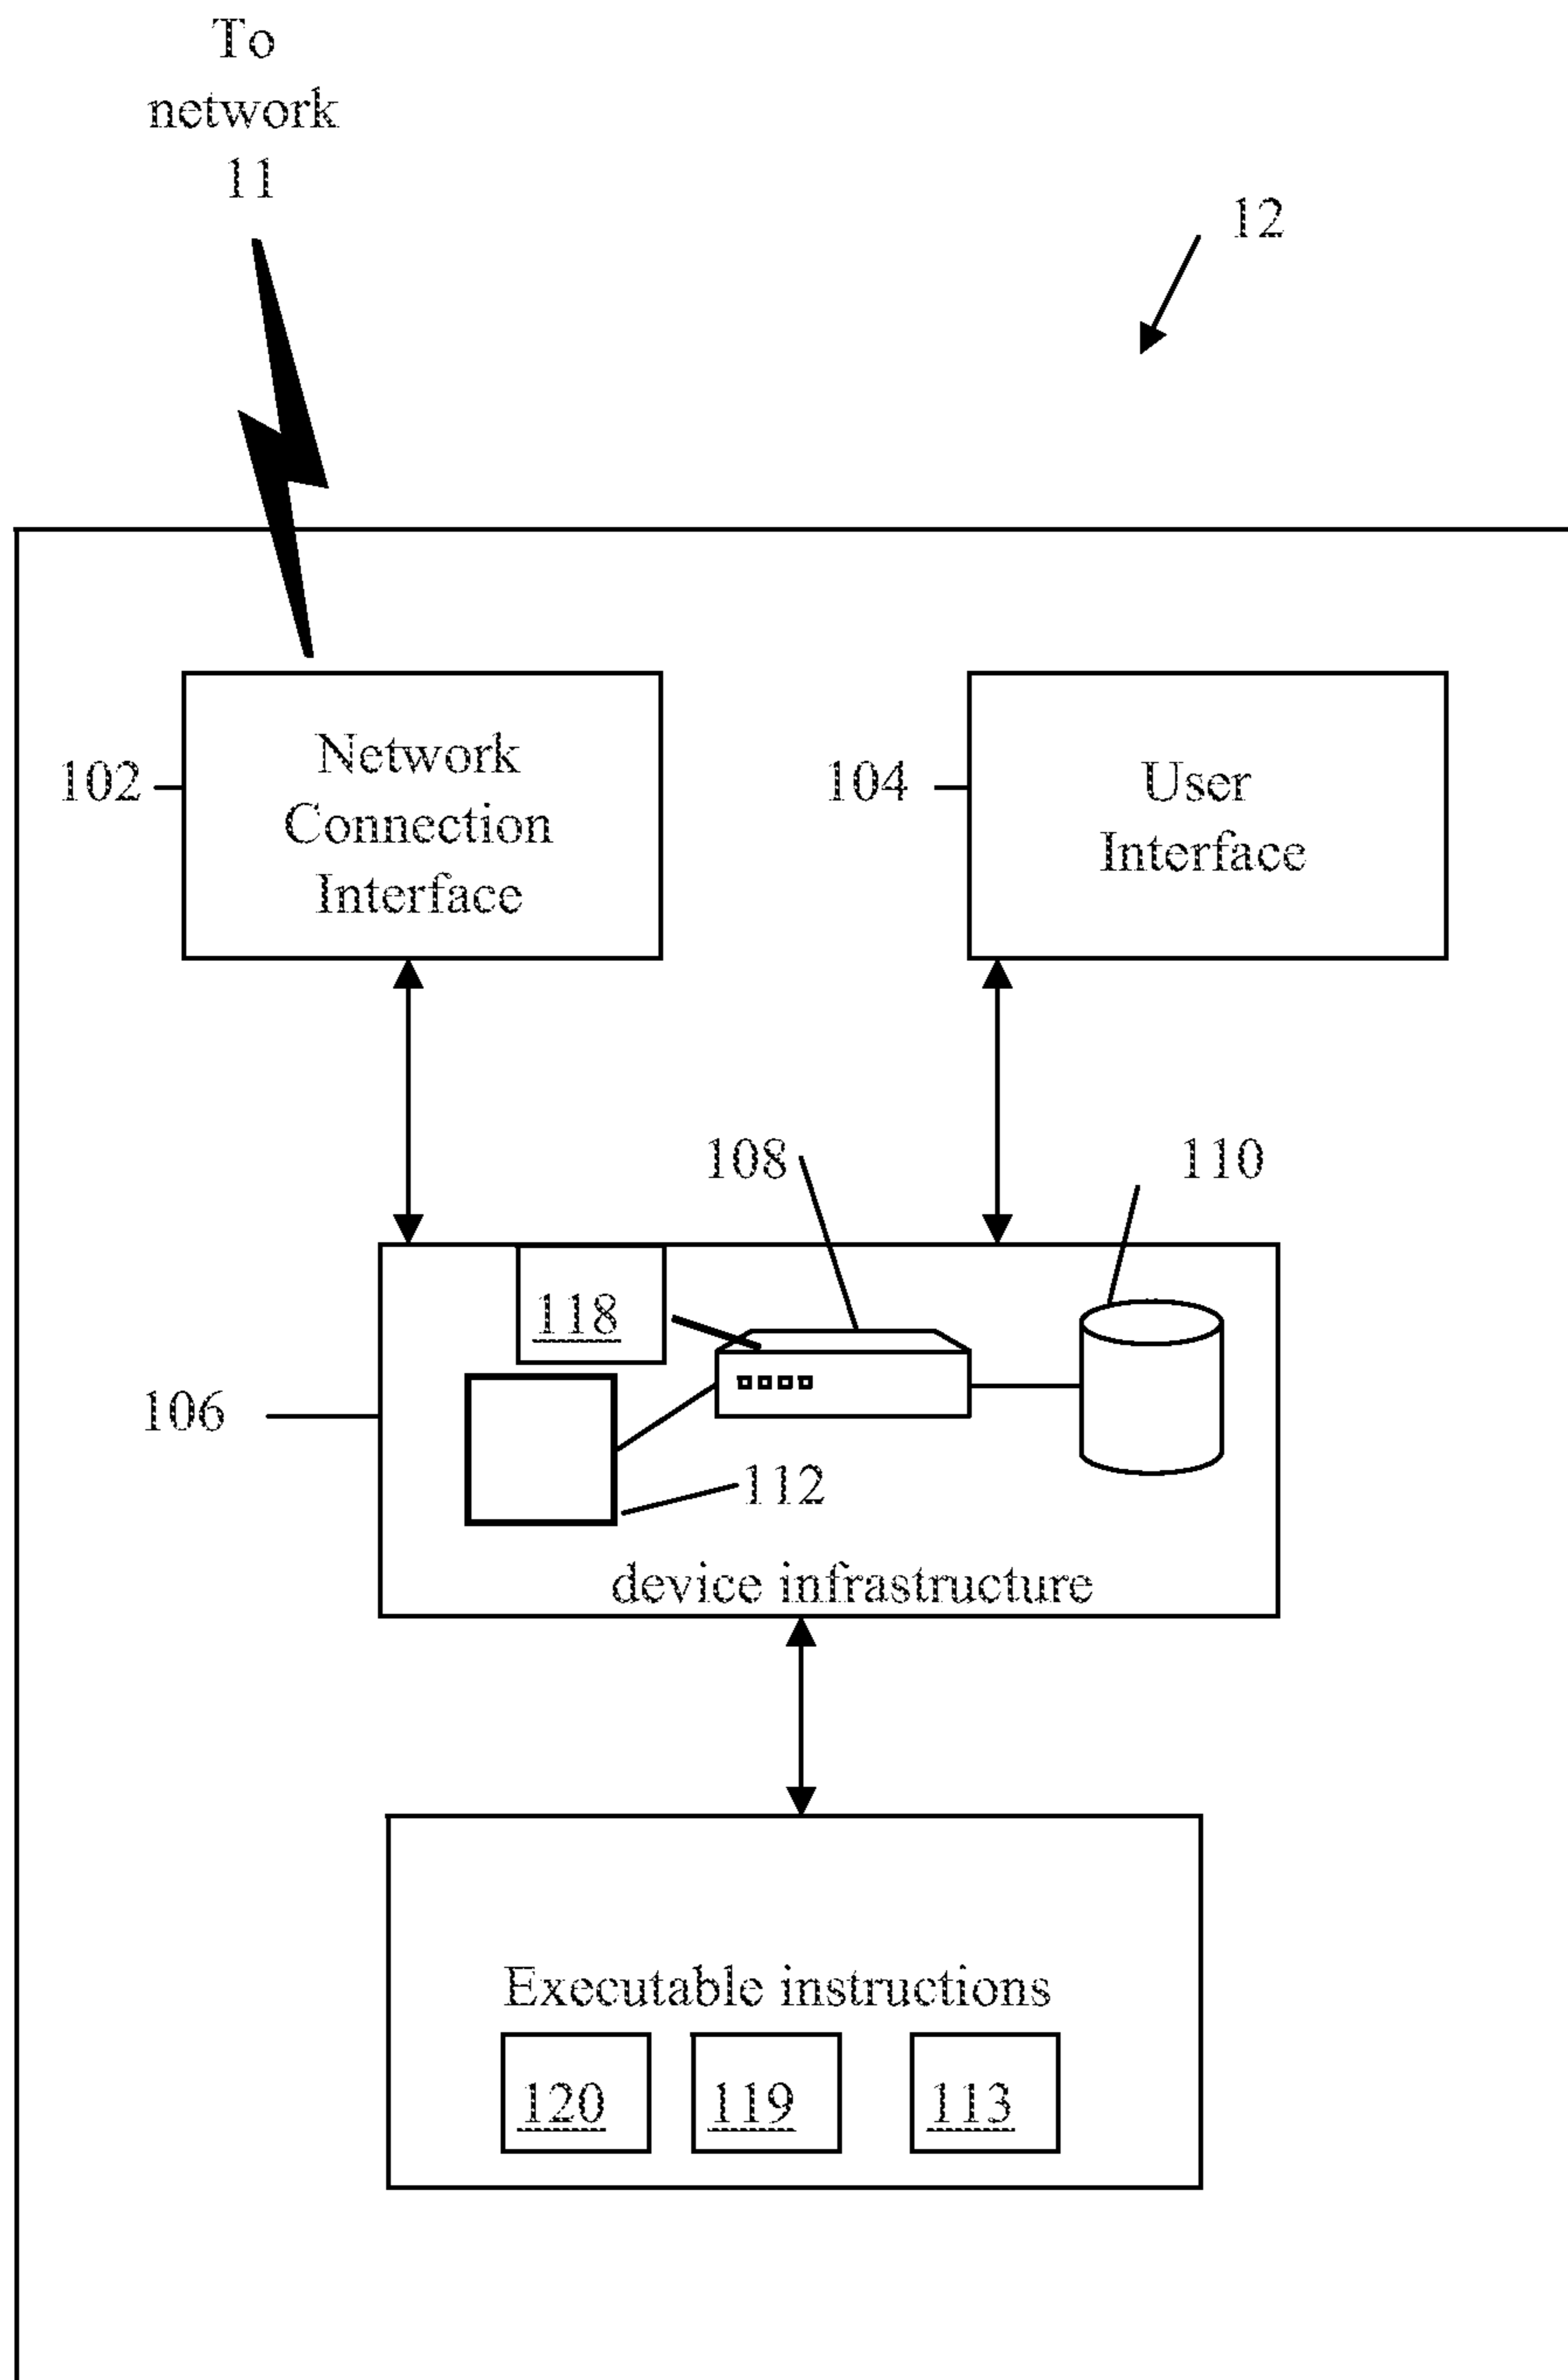 To
network
11
12
Network
Connection
Interface
102
User
Interface
104
108
110
118
106
112
device infrastructure
Executable instructions
120 119 113